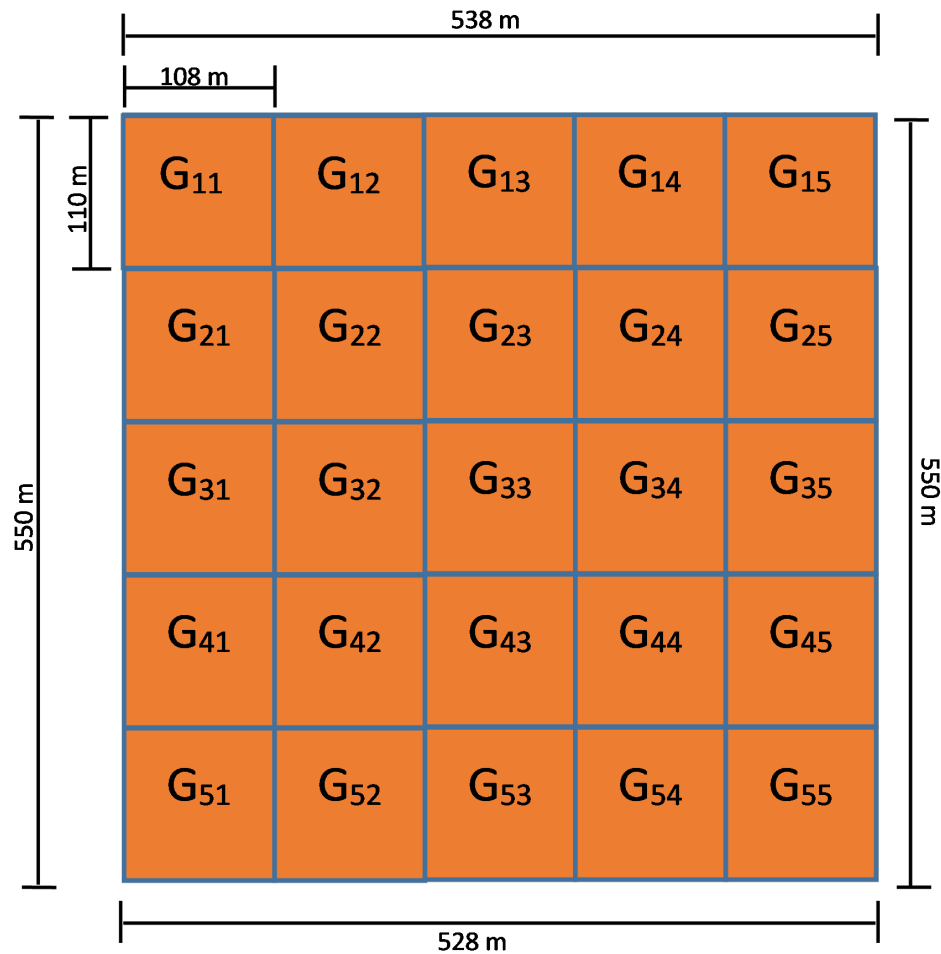 538 m
108 m
110 m
G₁₁ G₁₂ G₁₃ G₁₄ G₁₅
G₂₁ G₂₂ G₂₃ G₂₄ G₂₅
550 m
G₃₁ G₃₂ G₃₃ G₃₄ G₃₅
550 m
G₄₁ G₄₂ G₄₃ G₄₄ G₄₅
G₅₁ G₅₂ G₅₃ G₅₄ G₅₅
528 m